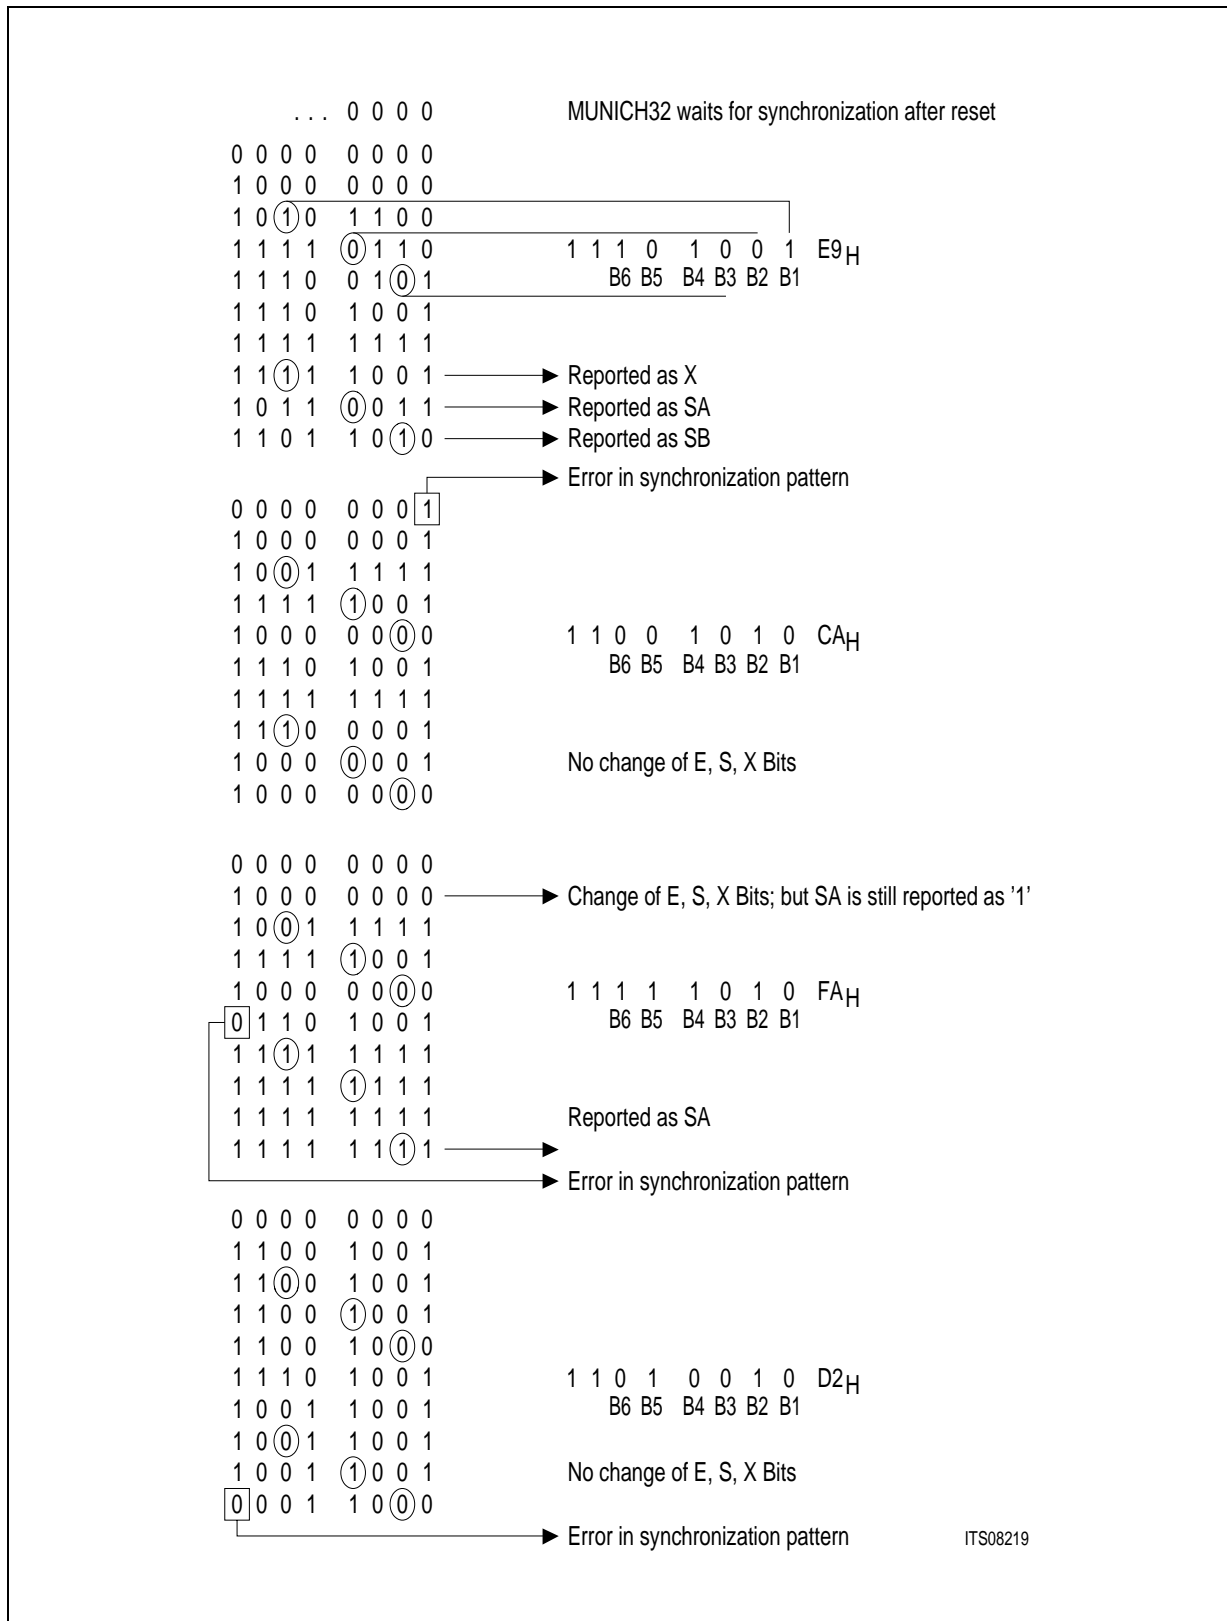 . . . 0 0 0 0 MUNICH32 waits for synchronization after reset
0 0 0 0 0 0 0 0
1 0 0 0 0 0 0 0
1 0 1 0 1 1 0 0
1 1 1 1 0 1 1 0 1 1 1 0 1 0 0 1 E9H
1 1 1 0 0 1 0 1 B6 B5 B4 B3 B2 B1
1 1 1 0 1 0 0 1
1 1 1 1 1 1 1 1
1 1 1 1 1 0 0 1 Reported as X
1 0 1 1 0 0 1 1 Reported as SA
1 1 0 1 1 0 1 0 Reported as SB
Error in synchronization pattern
0 0 0 0 0 0 0 1
1 0 0 0 0 0 0 1
1 0 0 1 1 1 1 1
1 1 1 1 1 0 0 1
1 0 0 0 0 0 0 0 1 1 0 0 1 0 1 0 CAH
1 1 1 0 1 0 0 1 B6 B5 B4 B3 B2 B1
1 1 1 1 1 1 1 1
1 1 1 0 0 0 0 1
1 0 0 0 0 0 0 1 No change of E, S, X Bits
1 0 0 0 0 0 0 0
0 0 0 0 0 0 0 0
1 0 0 0 0 0 0 0 Change of E, S, X Bits; but SA is still reported as ’1’
1 0 0 1 1 1 1 1
1 1 1 1 1 0 0 1
1 0 0 0 0 0 0 0 1 1 1 1 1 0 1 0 FAH
0 1 1 0 1 0 0 1 B6 B5 B4 B3 B2 B1
1 1 1 1 1 1 1 1
1 1 1 1 1 1 1 1
1 1 1 1 1 1 1 1 Reported as SA
1 1 1 1 1 1 1 1
Error in synchronization pattern
0 0 0 0 0 0 0 0
1 1 0 0 1 0 0 1
1 1 0 0 1 0 0 1
1 1 0 0 1 0 0 1
1 1 0 0 1 0 0 0
1 1 1 0 1 0 0 1 1 1 0 1 0 0 1 0 D2H
1 0 0 1 1 0 0 1 B6 B5 B4 B3 B2 B1
1 0 0 1 1 0 0 1
1 0 0 1 1 0 0 1 No change of E, S, X Bits
0 0 0 1 1 0 0 0
Error in synchronization pattern ITS08219